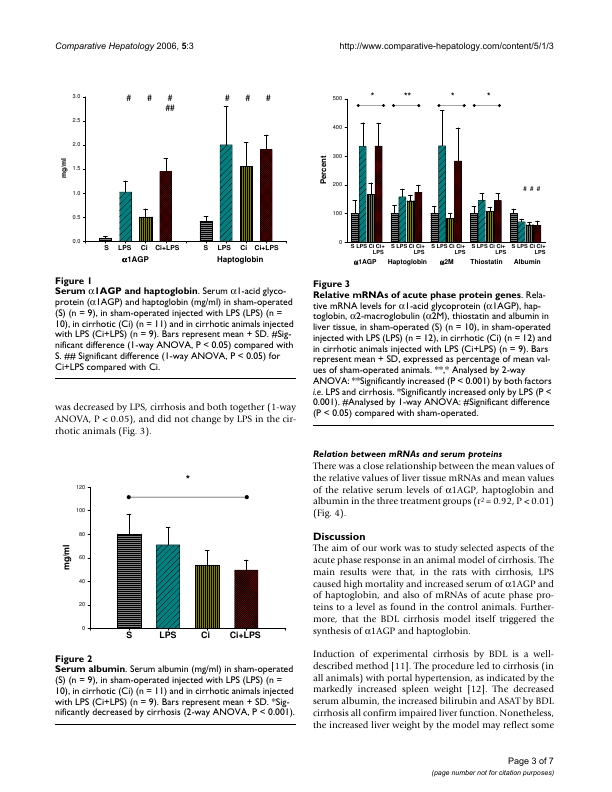 Comparative Hepatology 2006, 5:3
http://www.comparative-hepatology.com/content/5/1/3
3.0
2.5
2.0
1.5
1.0
0.5
0.0
mg/ml
# # # # # #
##
S LPS Ci Ci+LPS S LPS Ci Ci+LPS
α1AGP Haptoglobin
Figure 1
Serum α1AGP and haptoglobin. Serum α1-acid glyco-
protein (α1AGP) and haptoglobin (mg/ml) in sham-operated
(S) (n = 9), in sham-operated injected with LPS (LPS) (n =
10), in cirrhotic (Ci) (n = 11) and in cirrhotic animals injected
with LPS (Ci+LPS) (n = 9). Bars represent mean + SD. #Sig-
nificant difference (1-way ANOVA, P < 0.05) compared with
S. ## Significant difference (1-way ANOVA, P < 0.05) for
Ci+LPS compared with Ci.
was decreased by LPS, cirrhosis and both together (1-way
ANOVA, P < 0.05), and did not change by LPS in the cir-
rhotic animals (Fig. 3).
120
100
80
60
40
20
0
mg/ml
*
S LPS Ci Ci+LPS
Figure 2
Serum albumin. Serum albumin (mg/ml) in sham-operated
(S) (n = 9), in sham-operated injected with LPS (LPS) (n =
10), in cirrhotic (Ci) (n = 11) and in cirrhotic animals injected
with LPS (Ci+LPS) (n = 9). Bars represent mean + SD. *Sig-
nificantly decreased by cirrhosis (2-way ANOVA, P < 0.001).
500
400
300
200
100
0
Percent
* ** * *
# # #
S LPS Ci Ci+ S LPS Ci Ci+ S LPS Ci Ci+ S LPS Ci Ci+ S LPS Ci Ci+
LPS LPS LPS LPS LPS
α1AGP Haptoglobin α2M Thiostatin Albumin
Figure 3
Relative mRNAs of acute phase protein genes. Rela-
tive mRNA levels for α1-acid glycoprotein (α1AGP), hap-
toglobin, α2-macroglobulin (α2M), thiostatin and albumin in
liver tissue, in sham-operated (S) (n = 10), in sham-operated
injected with LPS (LPS) (n = 12), in cirrhotic (Ci) (n = 12) and
in cirrhotic animals injected with LPS (Ci+LPS) (n = 9). Bars
represent mean + SD, expressed as percentage of mean val-
ues of sham-operated animals. **,* Analysed by 2-way
ANOVA: **Significantly increased (P < 0.001) by both factors
i.e. LPS and cirrhosis. *Significantly increased only by LPS (P <
0.001). #Analysed by 1-way ANOVA: #Significant difference
(P < 0.05) compared with sham-operated.
Relation between mRNAs and serum proteins
There was a close relationship between the mean values of
the relative values of liver tissue mRNAs and mean values
of the relative serum levels of α1AGP, haptoglobin and
albumin in the three treatment groups (r2 = 0.92, P < 0.01)
(Fig. 4).
Discussion
The aim of our work was to study selected aspects of the
acute phase response in an animal model of cirrhosis. The
main results were that, in the rats with cirrhosis, LPS
caused high mortality and increased serum of α1AGP and
of haptoglobin, and also of mRNAs of acute phase pro-
teins to a level as found in the control animals. Further-
more, that the BDL cirrhosis model itself triggered the
synthesis of α1AGP and haptoglobin.
Induction of experimental cirrhosis by BDL is a well-
described method [11]. The procedure led to cirrhosis (in
all animals) with portal hypertension, as indicated by the
markedly increased spleen weight [12]. The decreased
serum albumin, the increased bilirubin and ASAT by BDL
cirrhosis all confirm impaired liver function. Nonetheless,
the increased liver weight by the model may reflect some
Page 3 of 7
(page number not for citation purposes)